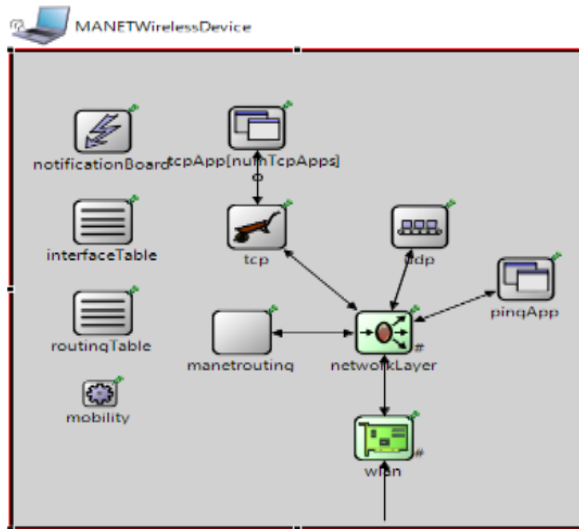 MANETWirelessDevice
notificationBoard
tcpApp[numTcpApps]
interfaceTable
tcp
udp
pingApp
routingTable
manetrouting
networkLayer
#
mobility
wlan
#